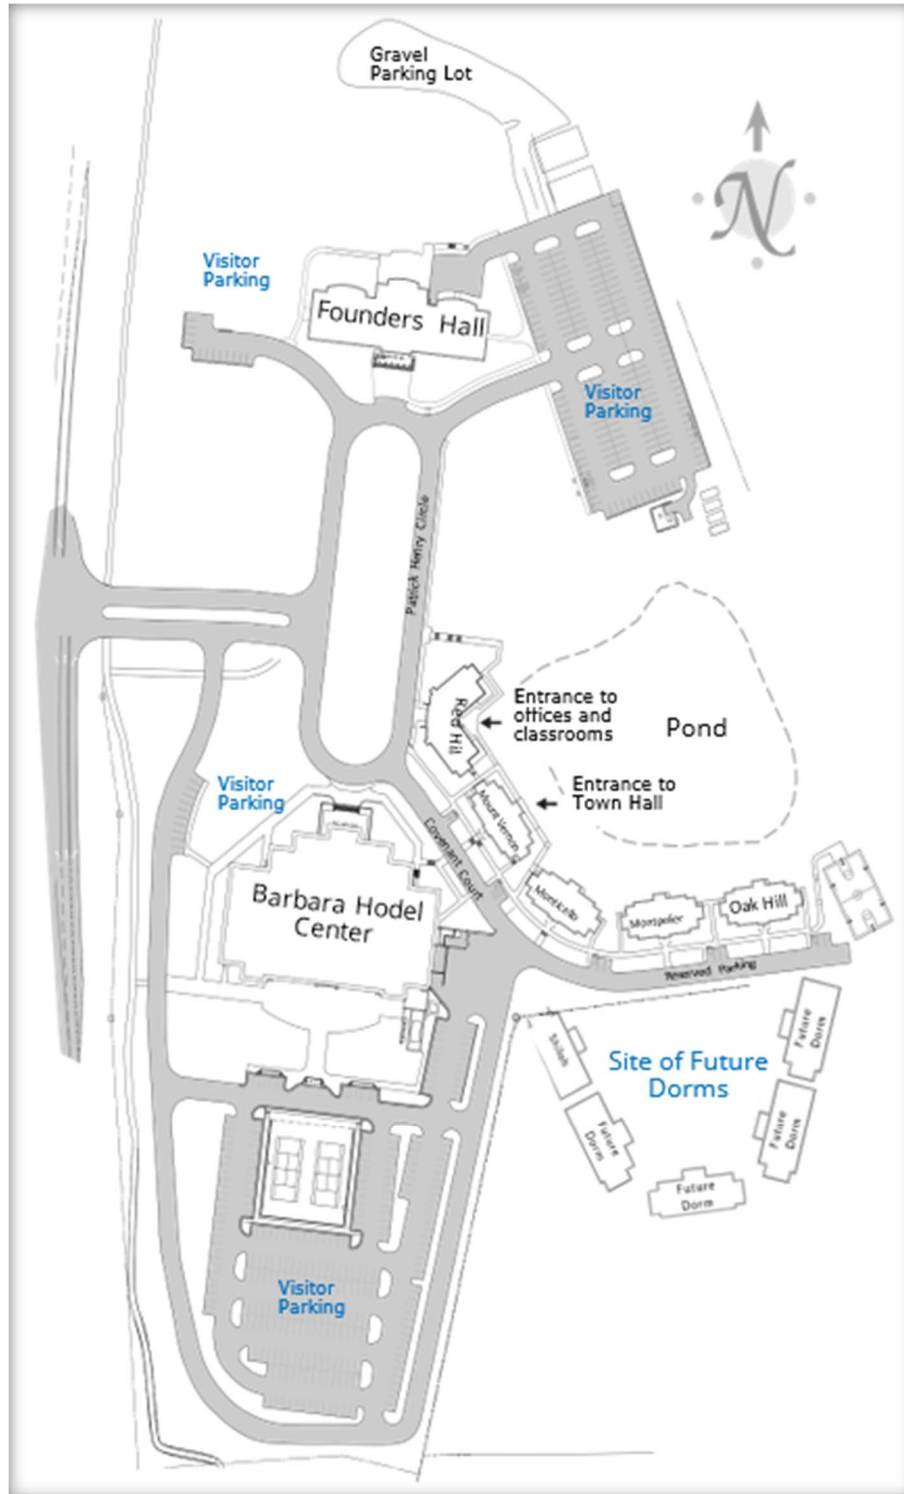 Gravel
Parking Lot
N
Visitor
Parking
Founders Hall
Visitor
Parking
Patrick Henry Circle
Red Hill
Entrance to
offices and
classrooms
Pond
Visitor
Parking
Entrance to
Town Hall
Mount Vernon
Covenant Court
Barbara Hodel
Center
Monticello
Montpelier
Oak Hill
Reserved Parking
Shiloh
Site of Future
Dorms
Future
Dorm
Future
Dorm
Future
Dorm
Future
Dorm
Visitor
Parking